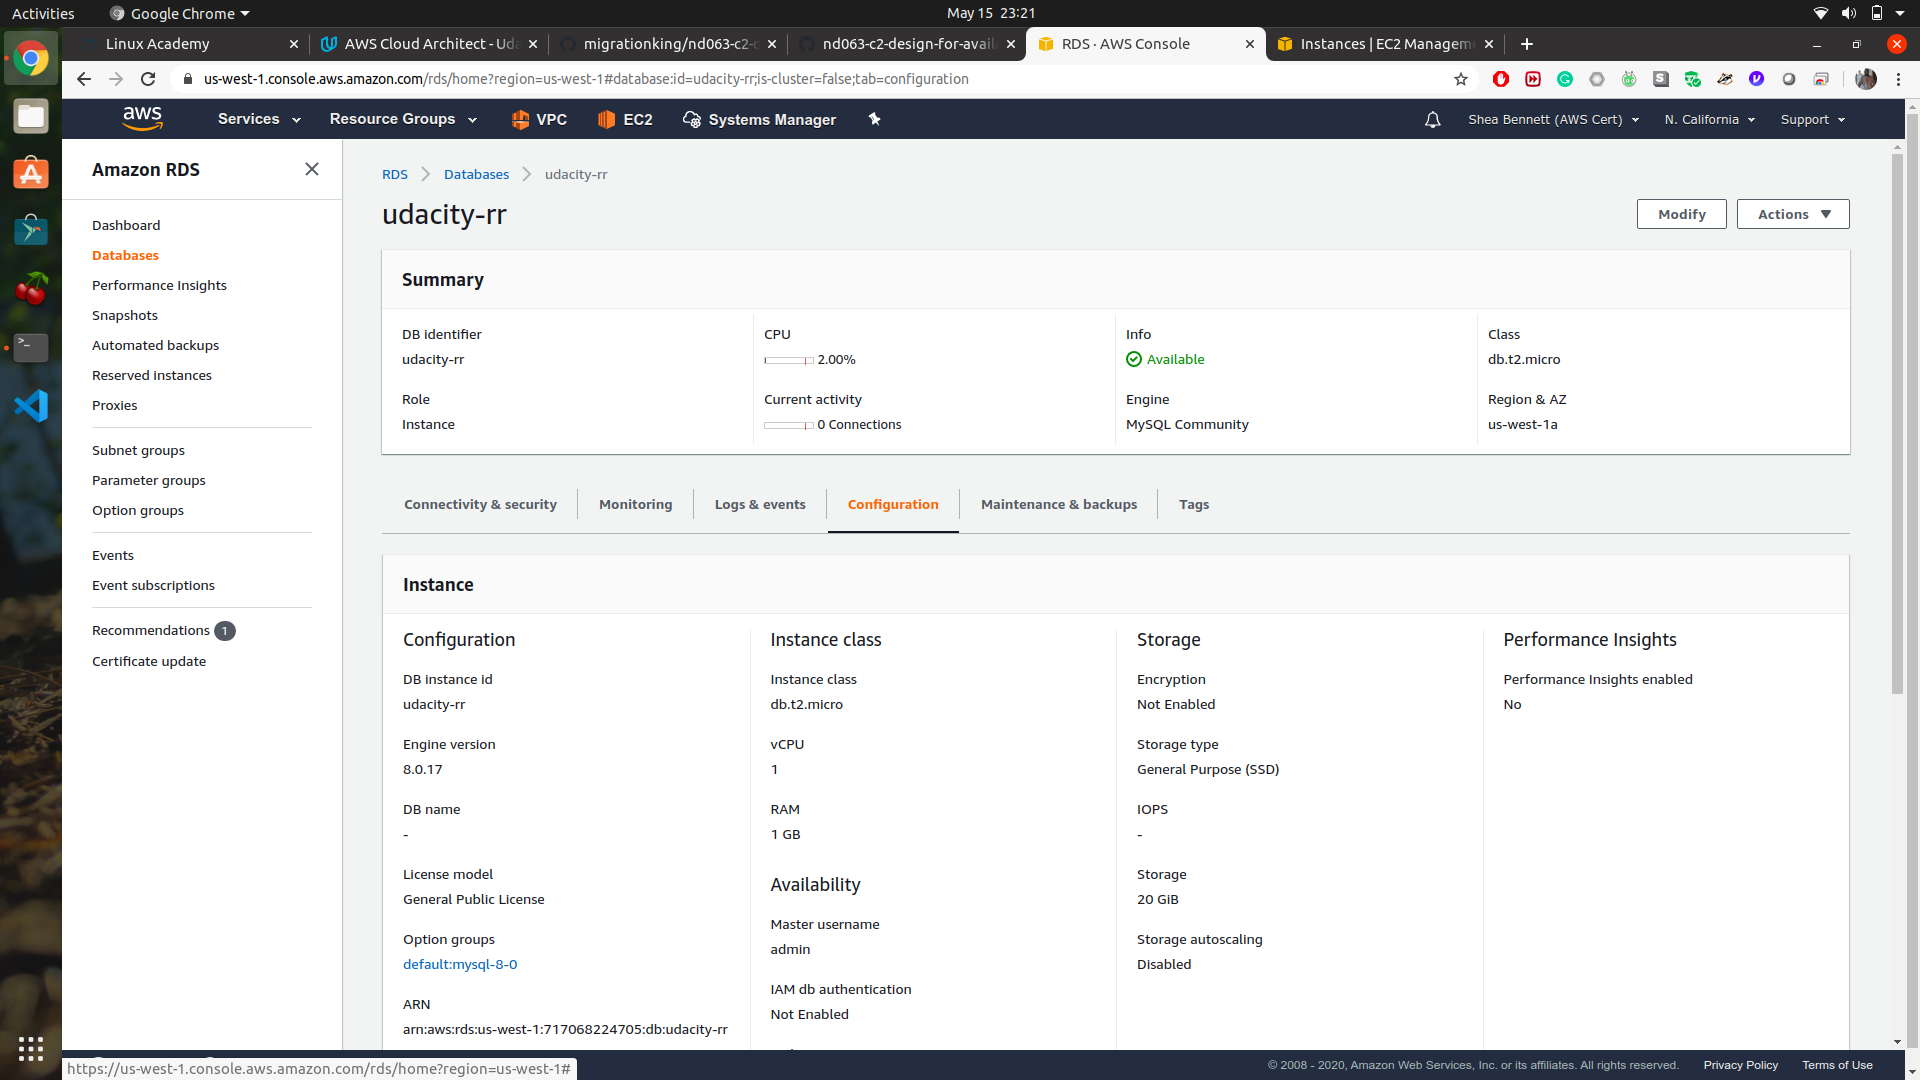 Activities
Google Chrome
May 15 23:21
Linux Academy
AWS Cloud Architect - Uda
migrationking/nd063-c2-d
nd063-c2-design-for-avail
RDS · AWS Console
Instances | EC2 Managem
us-west-1.console.aws.amazon.com/rds/home?region=us-west-1#database:id=udacity-rr;is-cluster=false;tab=configuration
aws
Services
Resource Groups
VPC
EC2
Systems Manager
Shea Bennett (AWS Cert)
N. California
Support
Amazon RDS
Dashboard
Databases
Performance Insights
Snapshots
Automated backups
Reserved instances
Proxies
Subnet groups
Parameter groups
Option groups
Events
Event subscriptions
Recommendations 1
Certificate update
RDS
Databases
udacity-rr
udacity-rr
Modify
Actions
Summary
DB identifier
udacity-rr
CPU
2.00%
Info
Available
Class
db.t2.micro
Role
Instance
Current activity
0 Connections
Engine
MySQL Community
Region & AZ
us-west-1a
Connectivity & security
Monitoring
Logs & events
Configuration
Maintenance & backups
Tags
Instance
Configuration
DB instance id
udacity-rr
Engine version
8.0.17
DB name
-
License model
General Public License
Option groups
default:mysql-8-0
ARN
arn:aws:rds:us-west-1:717068224705:db:udacity-rr
Instance class
Instance class
db.t2.micro
vCPU
1
RAM
1 GB
Availability
Master username
admin
IAM db authentication
Not Enabled
Storage
Encryption
Not Enabled
Storage type
General Purpose (SSD)
IOPS
-
Storage
20 GiB
Storage autoscaling
Disabled
Performance Insights
Performance Insights enabled
No
https://us-west-1.console.aws.amazon.com/rds/home?region=us-west-1#
© 2008 - 2020, Amazon Web Services, Inc. or its affiliates. All rights reserved.
Privacy Policy
Terms of Use